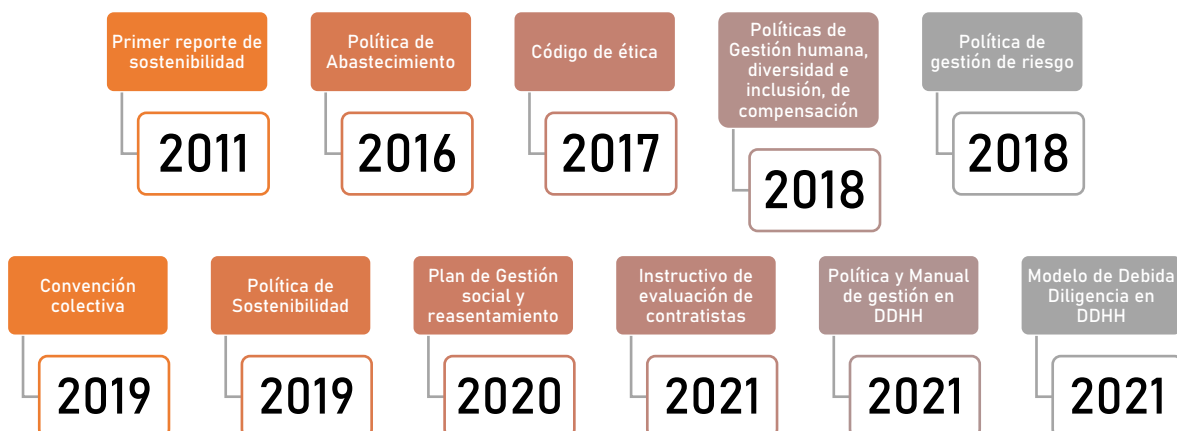 Primer reporte de
sostenibilidad
2011
Política de
Abastecimiento
2016
Código de ética
2017
Políticas de
Gestión humana,
diversidad e
inclusión, de
compensación
2018
Política de
gestión de riesgo
2018
Convención
colectiva
2019
Política de
Sostenibilidad
2019
Plan de Gestión
social y
reasentamiento
2020
Instructivo de
evaluación de
contratistas
2021
Política y Manual
de gestión en
DDHH
2021
Modelo de Debida
Diligencia en
DDHH
2021